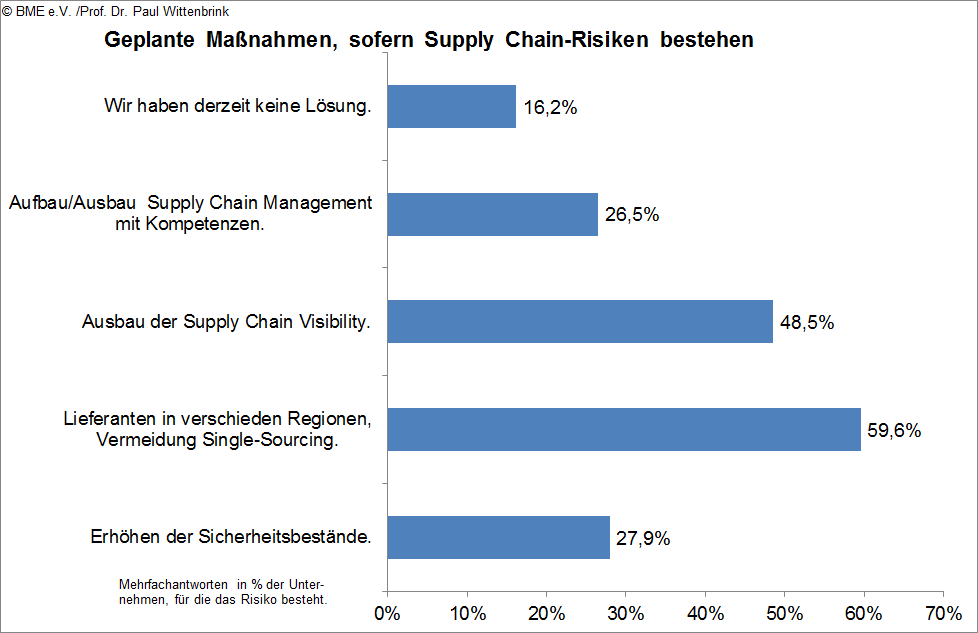 © BME e.V. /Prof. Dr. Paul Wittenbrink
Geplante Maßnahmen, sofern Supply Chain-Risiken bestehen
Wir haben derzeit keine Lösung.
16,2%
Aufbau/Ausbau Supply Chain Management
mit Kompetenzen.
26,5%
Ausbau der Supply Chain Visibility.
48,5%
Lieferanten in verschieden Regionen,
Vermeidung Single-Sourcing.
59,6%
Erhöhen der Sicherheitsbestände.
27,9%
Mehrfachantworten in % der Unter-
nehmen, für die das Risiko besteht.
0% 10% 20% 30% 40% 50% 60% 70%